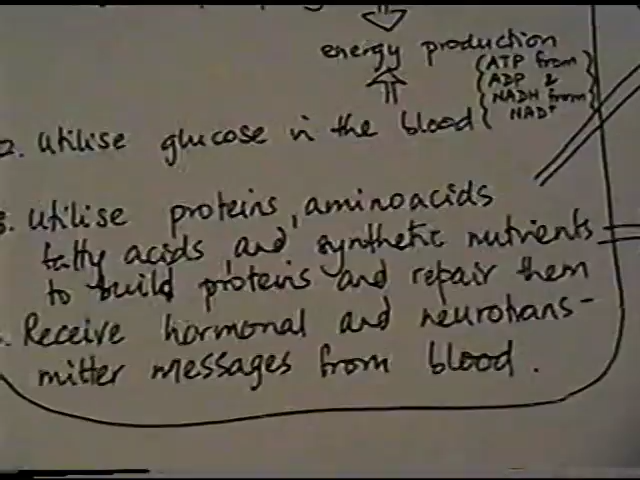 energy production
(ATP from
ADP &
NADH from
NAD+
2. Utilise glucose in the blood
3. Utilise proteins, aminoacids
fatty acids, and synthetic nutrients
to build proteins and repair them
. Receive hormonal and neurotrans-
mitter messages from blood.